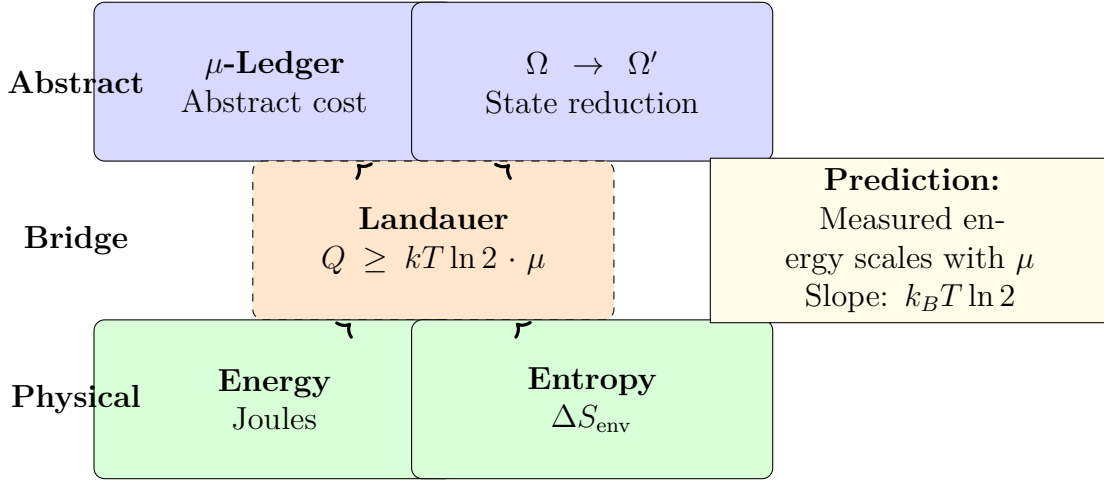 Abstract
μ-Ledger
Abstract cost
Ω → Ω′
State reduction
Bridge
Landauer
Q ≥ kT ln 2 · μ
Prediction:
Measured en-
ergy scales with μ
Slope: k_BT ln 2
Physical
Energy
Joules
Entropy
ΔS_env